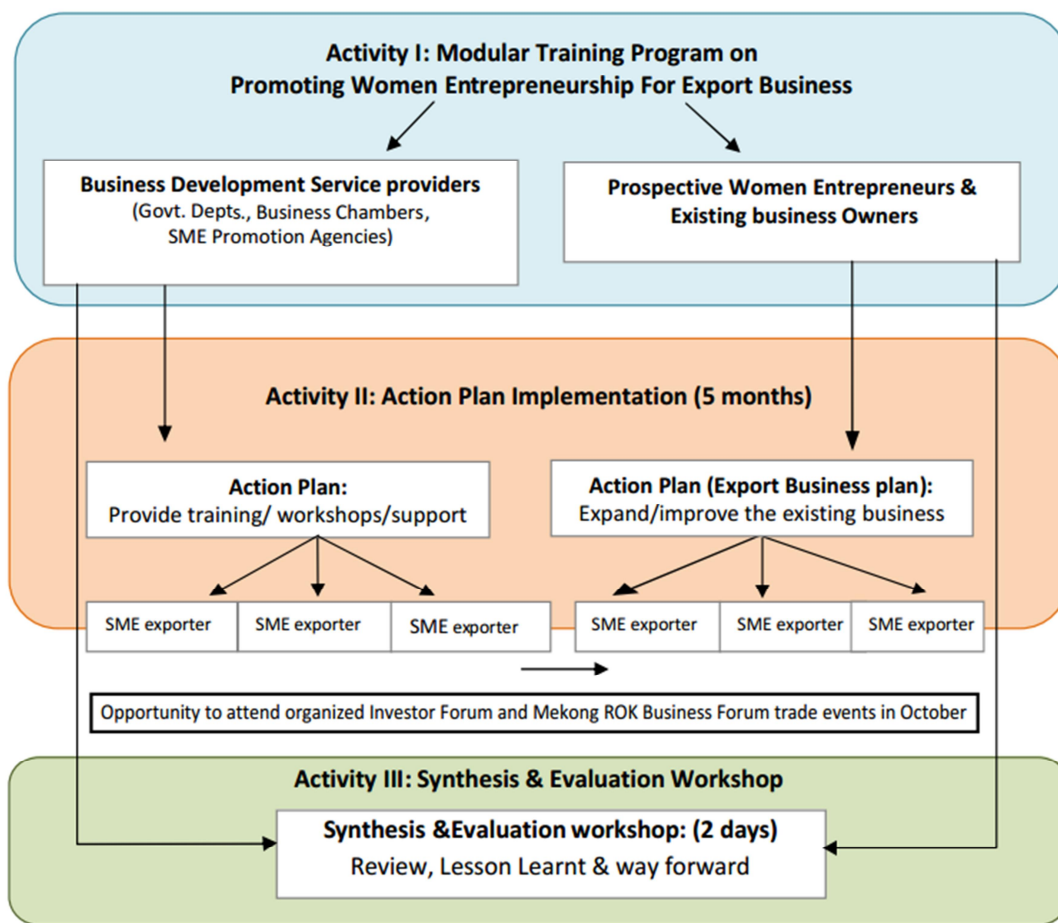 Activity I: Modular Training Program on
Promoting Women Entrepreneurship For Export Business
Business Development Service providers
(Govt. Depts., Business Chambers,
SME Promotion Agencies)
Prospective Women Entrepreneurs &
Existing business Owners
Activity II: Action Plan Implementation (5 months)
Action Plan:
Provide training/ workshops/support
Action Plan (Export Business plan):
Expand/improve the existing business
SME exporter
SME exporter
SME exporter
SME exporter
SME exporter
SME exporter
Opportunity to attend organized Investor Forum and Mekong ROK Business Forum trade events in October
Activity III: Synthesis & Evaluation Workshop
Synthesis &Evaluation workshop: (2 days)
Review, Lesson Learnt & way forward